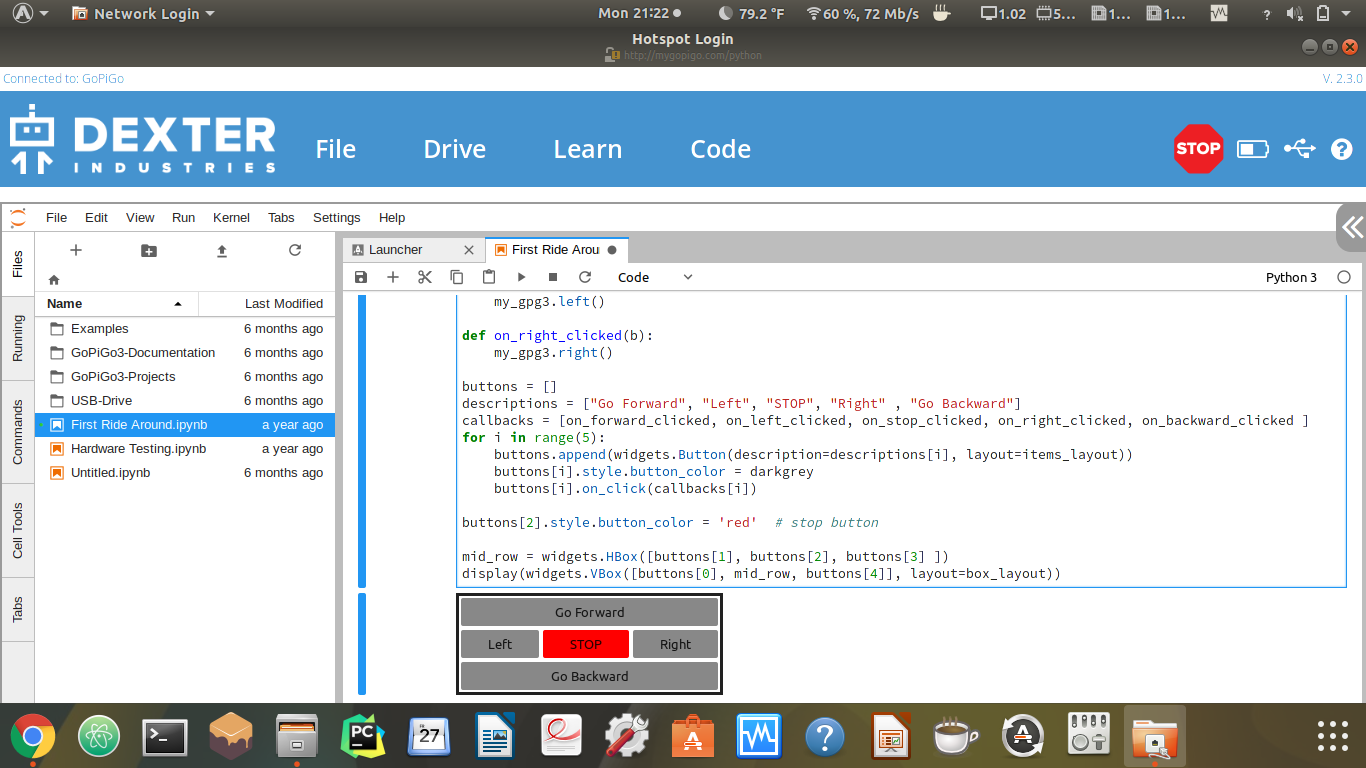 Network Login
Mon 21:22
79.2 °F
60 %, 72 Mb/s
1.02
5...
1...
1...
?
Hotspot Login
http://mygopigo.com/python
Connected to: GoPiGo
V. 2.3.0
DEXTER
INDUSTRIES
File Drive Learn Code
STOP
?
File Edit View Run Kernel Tabs Settings Help
Files
Running
Commands
Cell Tools
Tabs
Name Last Modified
Examples 6 months ago
GoPiGo3-Documentation 6 months ago
GoPiGo3-Projects 6 months ago
USB-Drive 6 months ago
First Ride Around.ipynb a year ago
Hardware Testing.ipynb a year ago
Untitled.ipynb 6 months ago
Launcher
First Ride Arou
Code
Python 3
my_gpg3.left()
def on_right_clicked(b):
my_gpg3.right()
buttons = []
descriptions = ["Go Forward", "Left", "STOP", "Right" , "Go Backward"]
callbacks = [on_forward_clicked, on_left_clicked, on_stop_clicked, on_right_clicked, on_backward_clicked ]
for i in range(5):
buttons.append(widgets.Button(description=descriptions[i], layout=items_layout))
buttons[i].style.button_color = darkgrey
buttons[i].on_click(callbacks[i])
buttons[2].style.button_color = 'red'  # stop button
mid_row = widgets.HBox([buttons[1], buttons[2], buttons[3] ])
display(widgets.VBox([buttons[0], mid_row, buttons[4]], layout=box_layout))
Go Forward
Left STOP Right
Go Backward
>_
PC
27
?